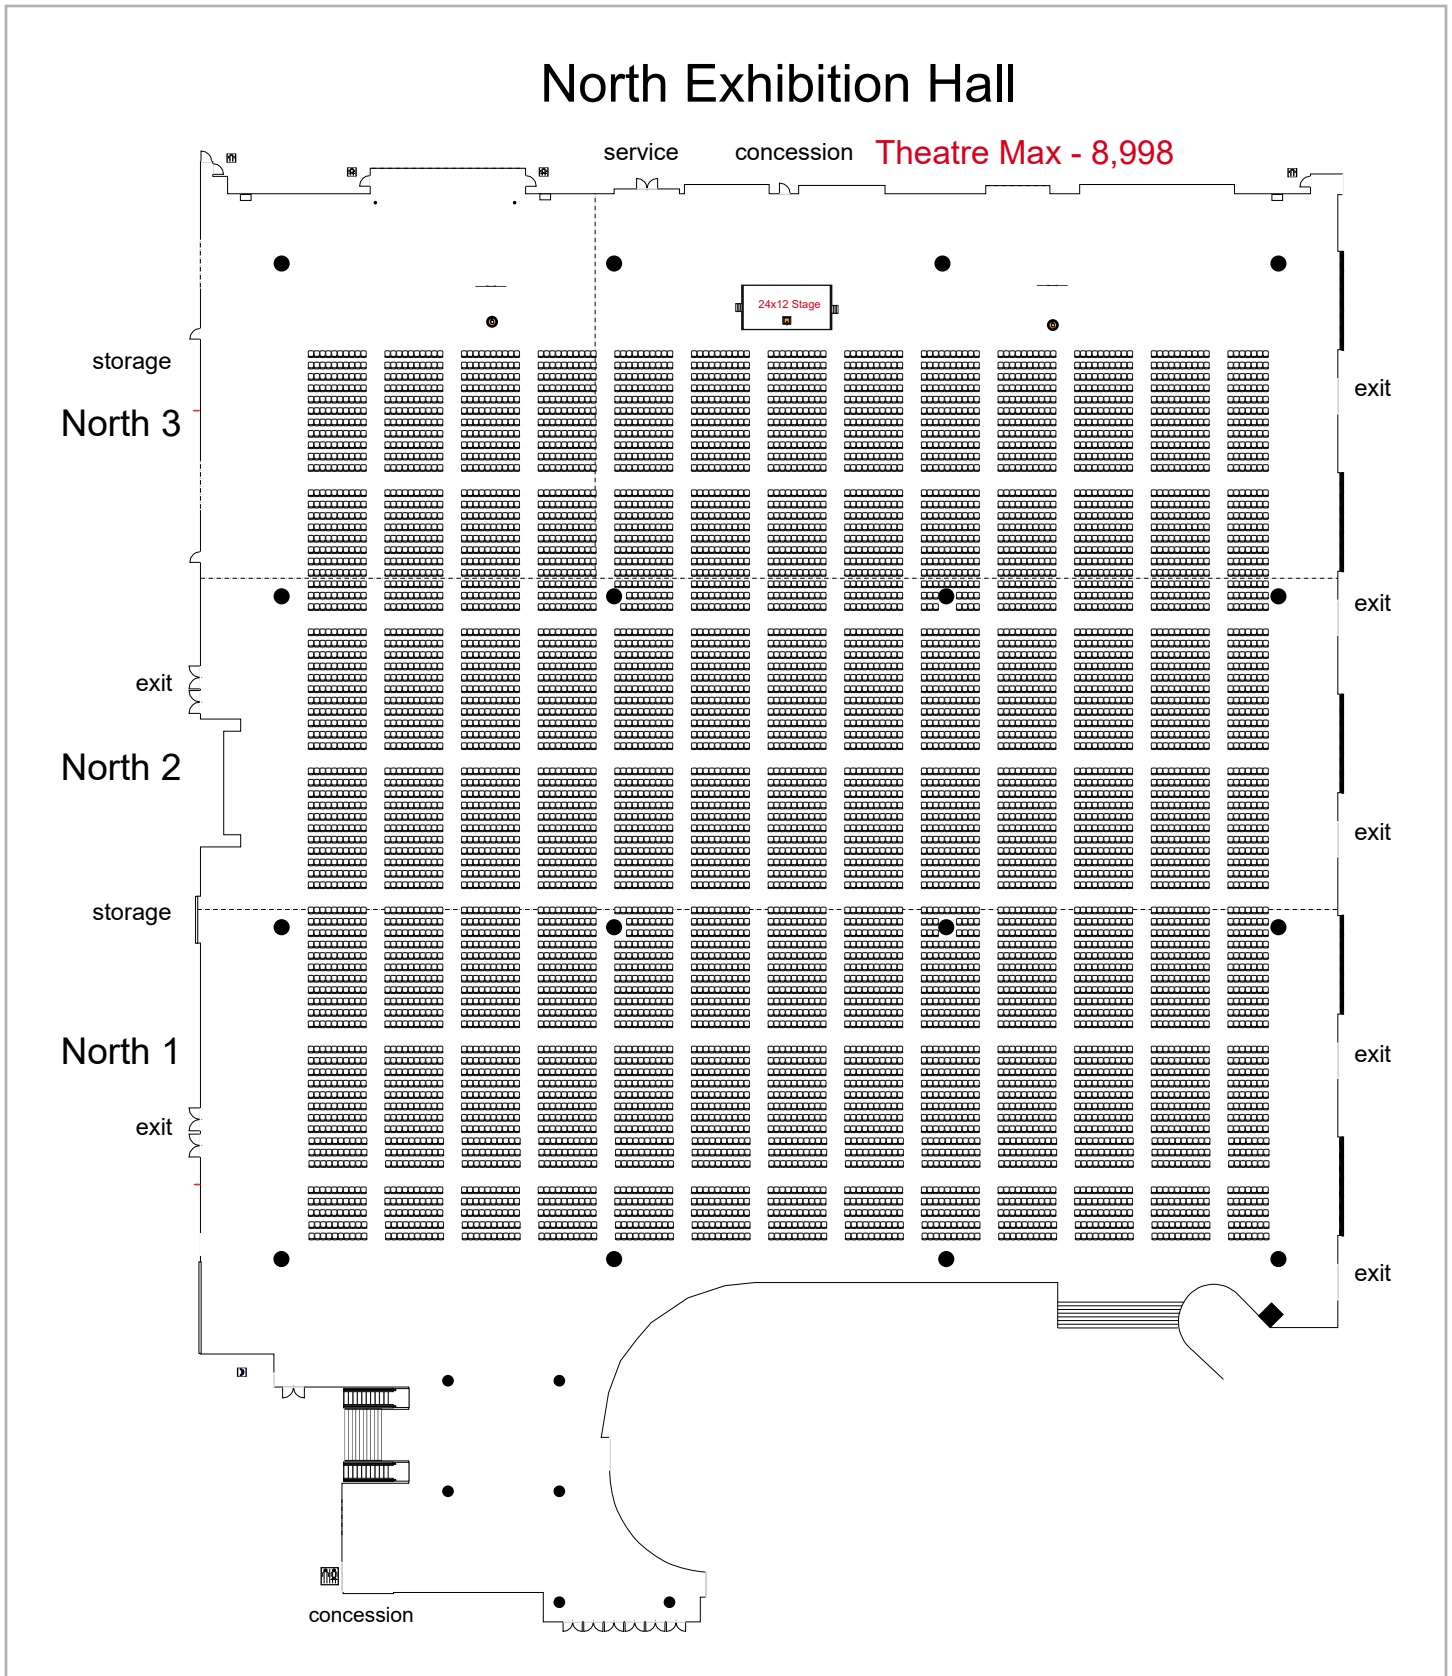 North Exhibition Hall
service concession Theatre Max - 8,998
24x12 Stage
storage
exit
North 3
exit
exit
North 2
exit
storage
North 1
exit
exit
exit
concession